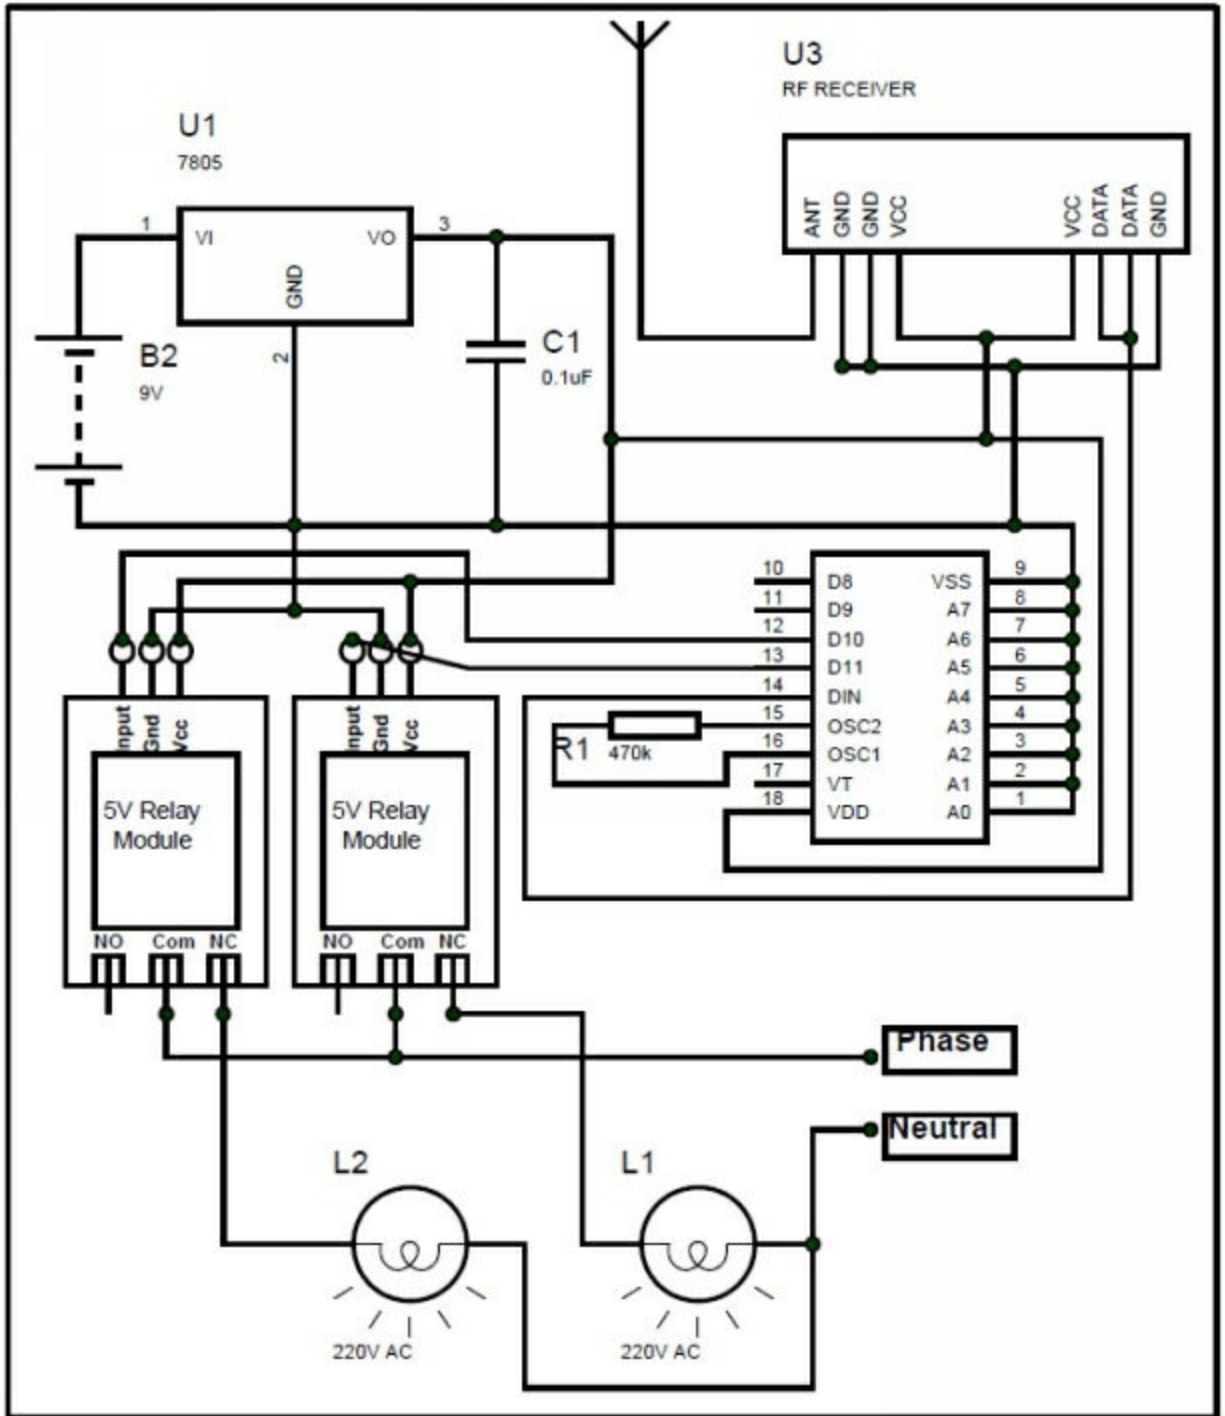 U3
RF RECEIVER
U1
7805
ANT
GND
GND
VCC
VCC
DATA
DATA
GND
1
VI
VO
3
GND
2
B2
9V
C1
0.1uF
10
D8
VSS
9
11
D9
A7
8
12
D10
A6
7
13
D11
A5
6
14
DIN
A4
5
15
OSC2
A3
4
16
OSC1
A2
3
17
VT
A1
2
18
VDD
A0
1
R1
470k
Input
Gnd
Vcc
Input
Gnd
Vcc
5V Relay
Module
5V Relay
Module
NO
Com
NC
NO
Com
NC
Phase
Neutral
L2
L1
220V AC
220V AC